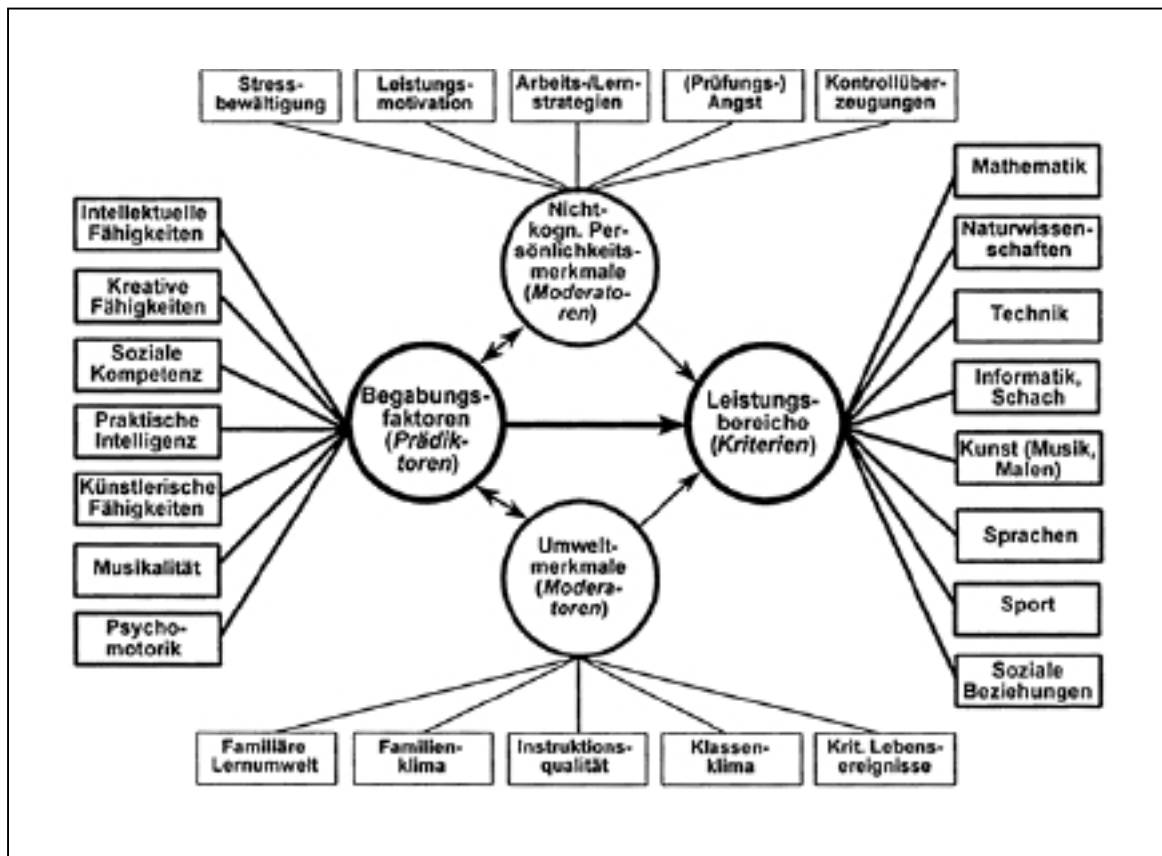 Stress-
bewältigung
Leistungs-
motivation
Arbeits-/Lern-
strategien
(Prüfungs-)
Angst
Kontrollüber-
zeugungen
Intellektuelle
Fähigkeiten
Kreative
Fähigkeiten
Soziale
Kompetenz
Praktische
Intelligenz
Künstlerische
Fähigkeiten
Musikalität
Psycho-
motorik
Nicht-
kogn. Per-
sönlichkeits-
merkmale
(Moderato-
ren)
Begabungs-
faktoren
(Prädik-
toren)
Leistungs-
bereiche
(Kriterien)
Umwelt-
merkmale
(Modera-
toren)
Mathematik
Naturwissen-
schaften
Technik
Informatik,
Schach
Kunst (Musik,
Malen)
Sprachen
Sport
Soziale
Beziehungen
Familiäre
Lernumwelt
Familien-
klima
Instruktions-
qualität
Klassen-
klima
Krit. Lebens-
ereignisse